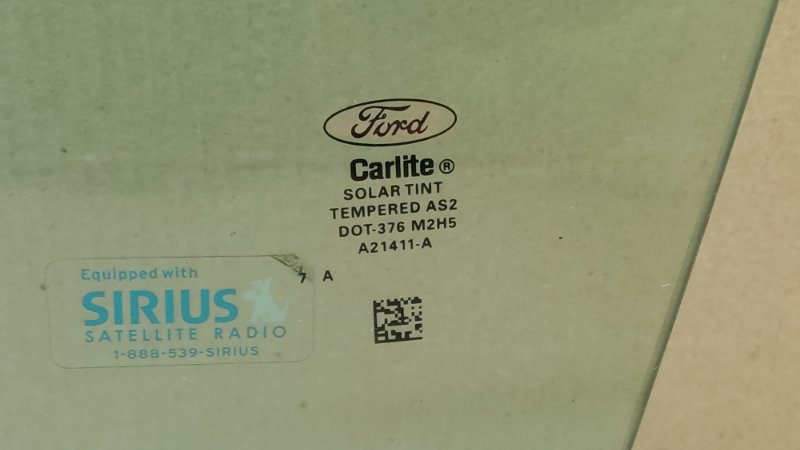 Ford
Carlite®
SOLAR TINT
TEMPERED AS2
DOT-376 M2H5
A21411-A
7 A
Equipped with
SIRIUS
SATELLITE RADIO
1-888-539-SIRIUS